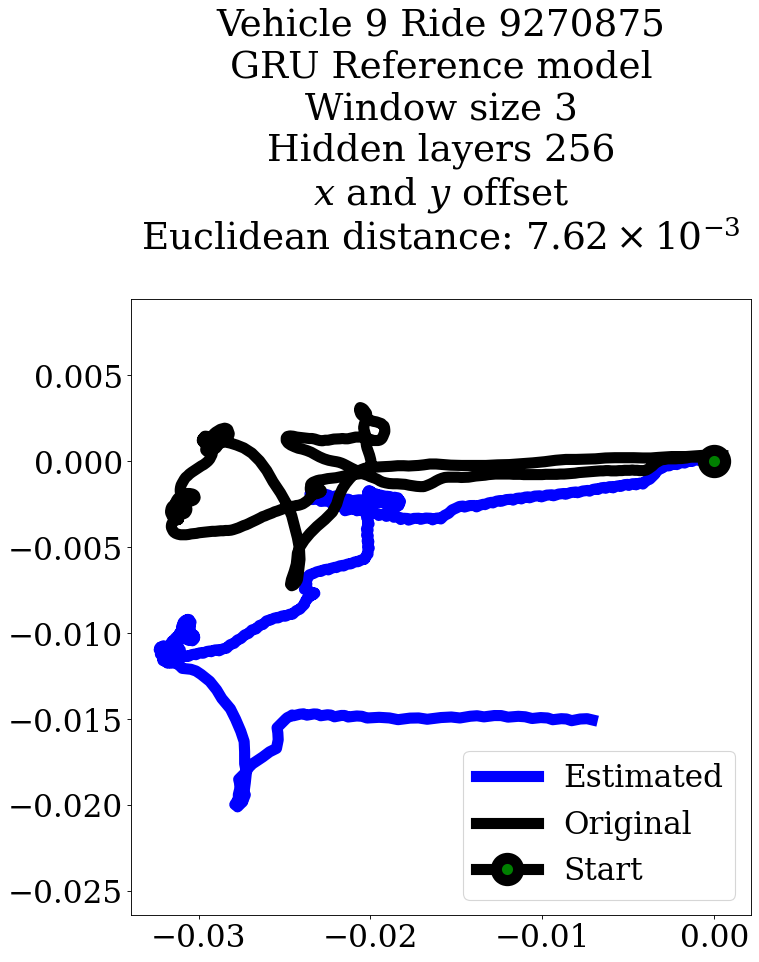 Vehicle 9 Ride 9270875
GRU Reference model
Window size 3
Hidden layers 256
x and y offset
Euclidean distance: 7.62 × 10⁻³
0.005
0.000
−0.005
−0.010
−0.015
−0.020
−0.025
Estimated
Original
Start
−0.03 −0.02 −0.01 0.00